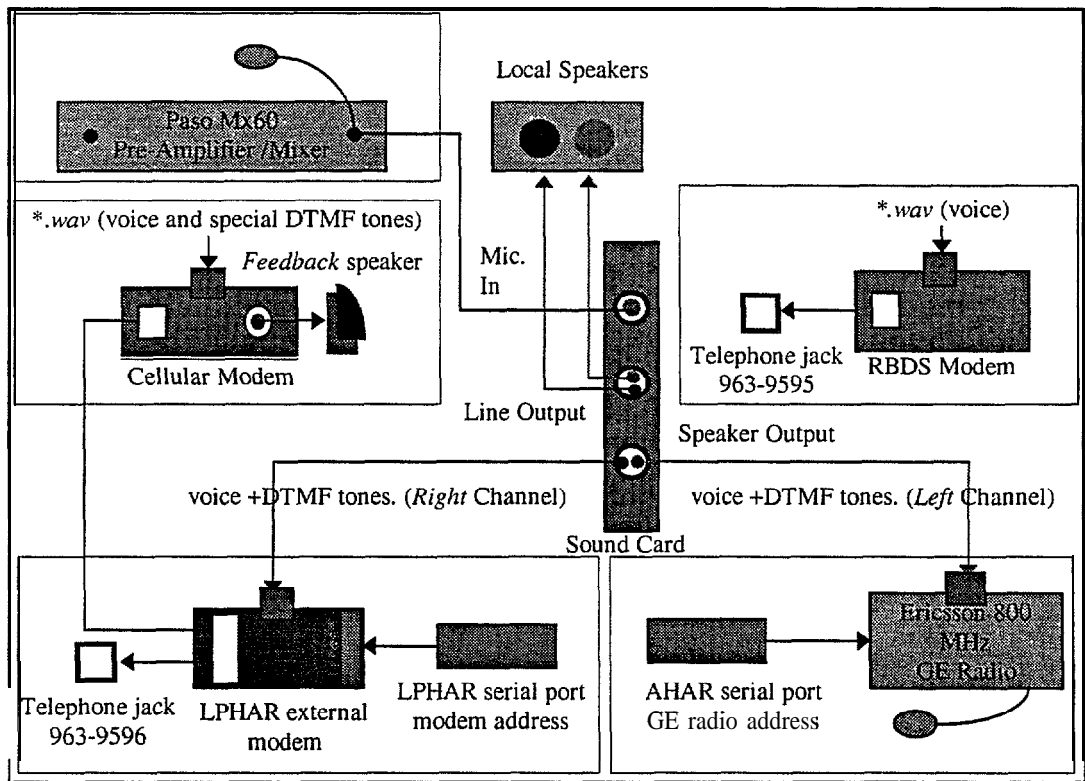 Local Speakers
Paso Mx60
Pre-Amplifier /Mixer
*.wav (voice and special DTMF tones)
Feedback speaker
Cellular Modem
Mic.
In
*.wav (voice)
Telephone jack
963-9595
RBDS Modem
Line Output
Speaker Output
voice +DTMF tones. (Right Channel)
voice +DTMF tones. (Left Channel)
Sound Card
Telephone jack
963-9596
LPHAR external
modem
LPHAR serial port
modem address
AHAR serial port
GE radio address
Ericsson 800
MHz
GE Radio